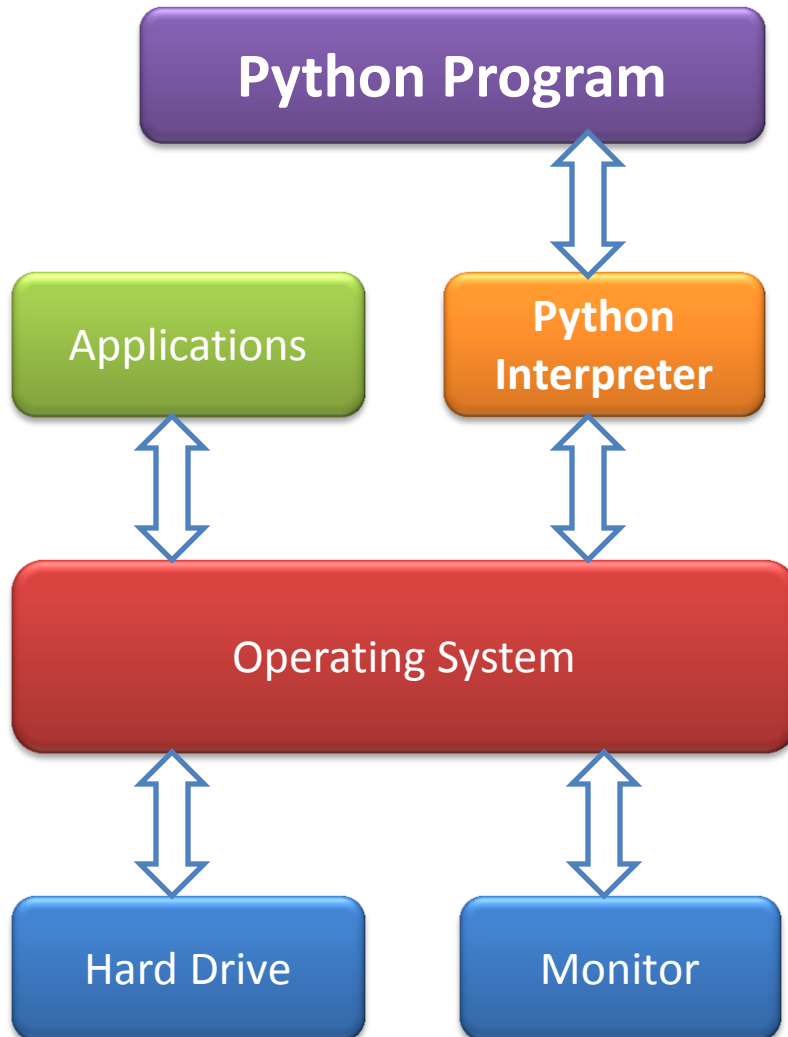 Python Program
Applications
Python
Interpreter
Operating System
Hard Drive
Monitor